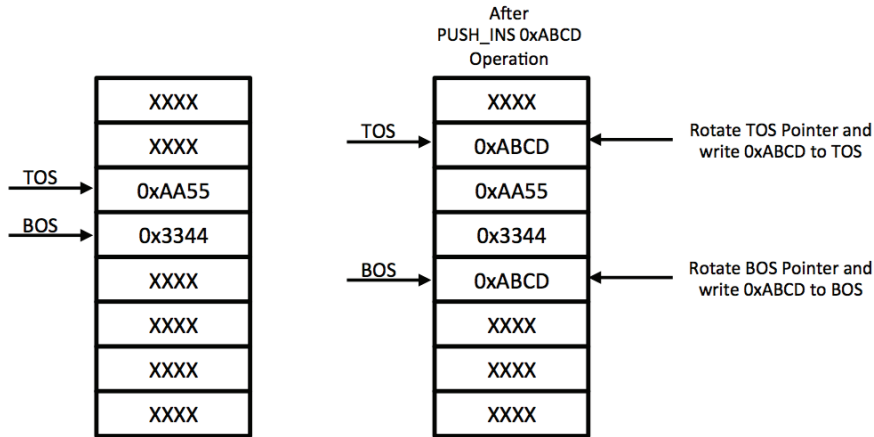 After
PUSH_INS 0xABCD
Operation
XXXX
XXXX
TOS
0xAA55
BOS
0x3344
XXXX
XXXX
XXXX
XXXX
XXXX
TOS
0xABCD
Rotate TOS Pointer and
write 0xABCD to TOS
0xAA55
0x3344
BOS
0xABCD
Rotate BOS Pointer and
write 0xABCD to BOS
XXXX
XXXX
XXXX